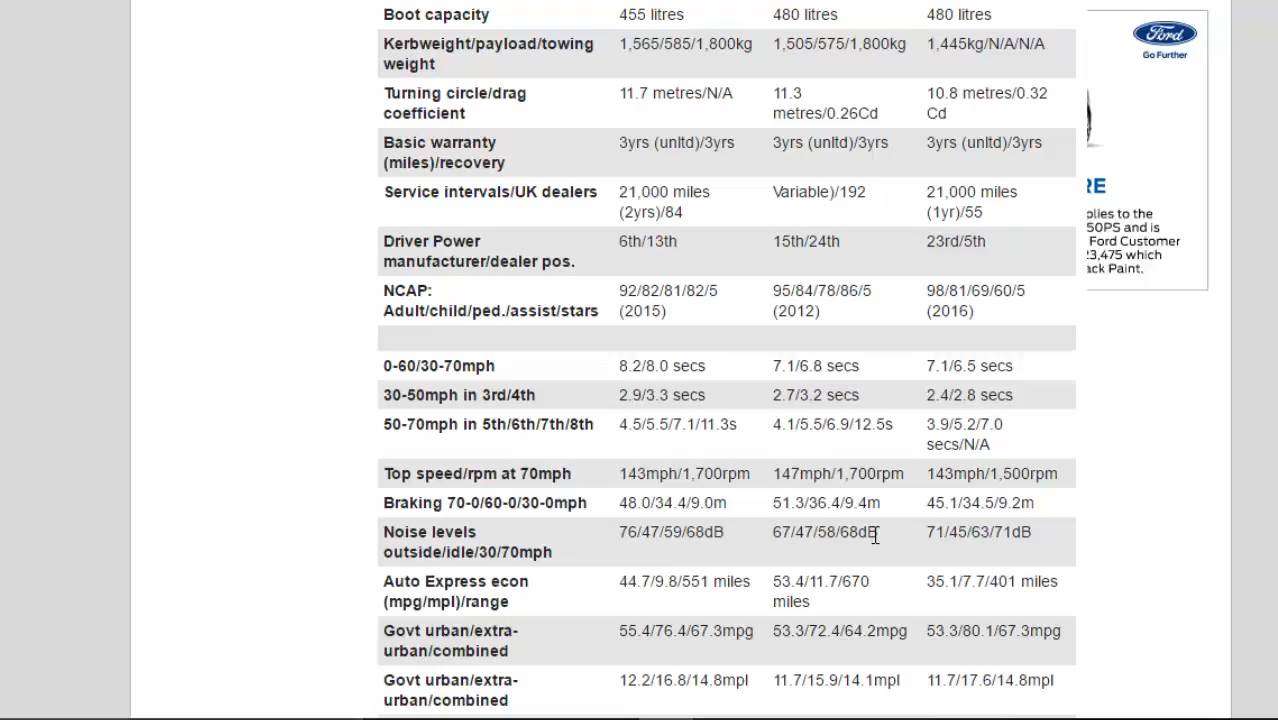 Boot capacity 455 litres 480 litres 480 litres
Kerbweight/payload/towing 1,565/585/1,800kg 1,505/575/1,800kg 1,445kg/N/A/N/A
weight
Turning circle/drag 11.7 metres/N/A 11.3 10.8 metres/0.32
coefficient metres/0.26Cd Cd
Basic warranty 3yrs (unltd)/3yrs 3yrs (unltd)/3yrs 3yrs (unltd)/3yrs
(miles)/recovery
Service intervals/UK dealers 21,000 miles Variable)/192 21,000 miles
(2yrs)/84 (1yr)/55
Driver Power 6th/13th 15th/24th 23rd/5th
manufacturer/dealer pos.
NCAP: 92/82/81/82/5 95/84/78/86/5 98/81/69/60/5
Adult/child/ped./assist/stars (2015) (2012) (2016)
0-60/30-70mph 8.2/8.0 secs 7.1/6.8 secs 7.1/6.5 secs
30-50mph in 3rd/4th 2.9/3.3 secs 2.7/3.2 secs 2.4/2.8 secs
50-70mph in 5th/6th/7th/8th 4.5/5.5/7.1/11.3s 4.1/5.5/6.9/12.5s 3.9/5.2/7.0
secs/N/A
Top speed/rpm at 70mph 143mph/1,700rpm 147mph/1,700rpm 143mph/1,500rpm
Braking 70-0/60-0/30-0mph 48.0/34.4/9.0m 51.3/36.4/9.4m 45.1/34.5/9.2m
Noise levels 76/47/59/68dB 67/47/58/68dB 71/45/63/71dB
outside/idle/30/70mph
Auto Express econ 44.7/9.8/551 miles 53.4/11.7/670 35.1/7.7/401 miles
(mpg/mpl)/range miles
Govt urban/extra- 55.4/76.4/67.3mpg 53.3/72.4/64.2mpg 53.3/80.1/67.3mpg
urban/combined
Govt urban/extra- 12.2/16.8/14.8mpl 11.7/15.9/14.1mpl 11.7/17.6/14.8mpl
urban/combined
Ford
Go Further
RE
plies to the
50PS and is
Ford Customer
23,475 which
ack Paint.